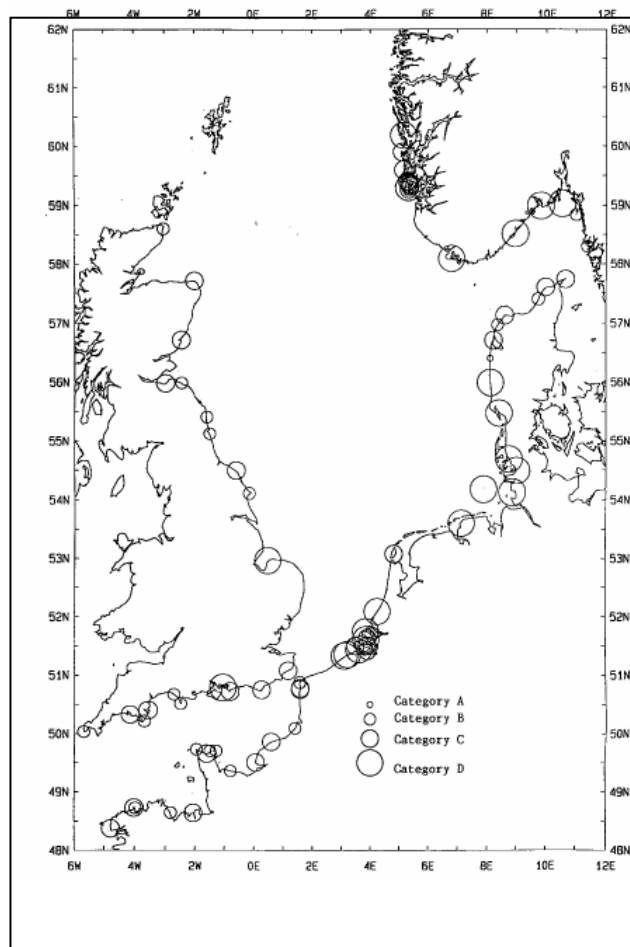 6W 4W 2W 0E 2E 4E 6E 8E 10E 12E
62N 62N
61N 61N
60N 60N
59N 59N
58N 58N
57N 57N
56N 56N
55N 55N
54N 54N
53N 53N
52N 52N
51N 51N
Category A
Category B
50N 50N
Category C
49N 49N
Category D
48N 48N
6W 4W 2W 0E 2E 4E 6E 8E 10E 12E